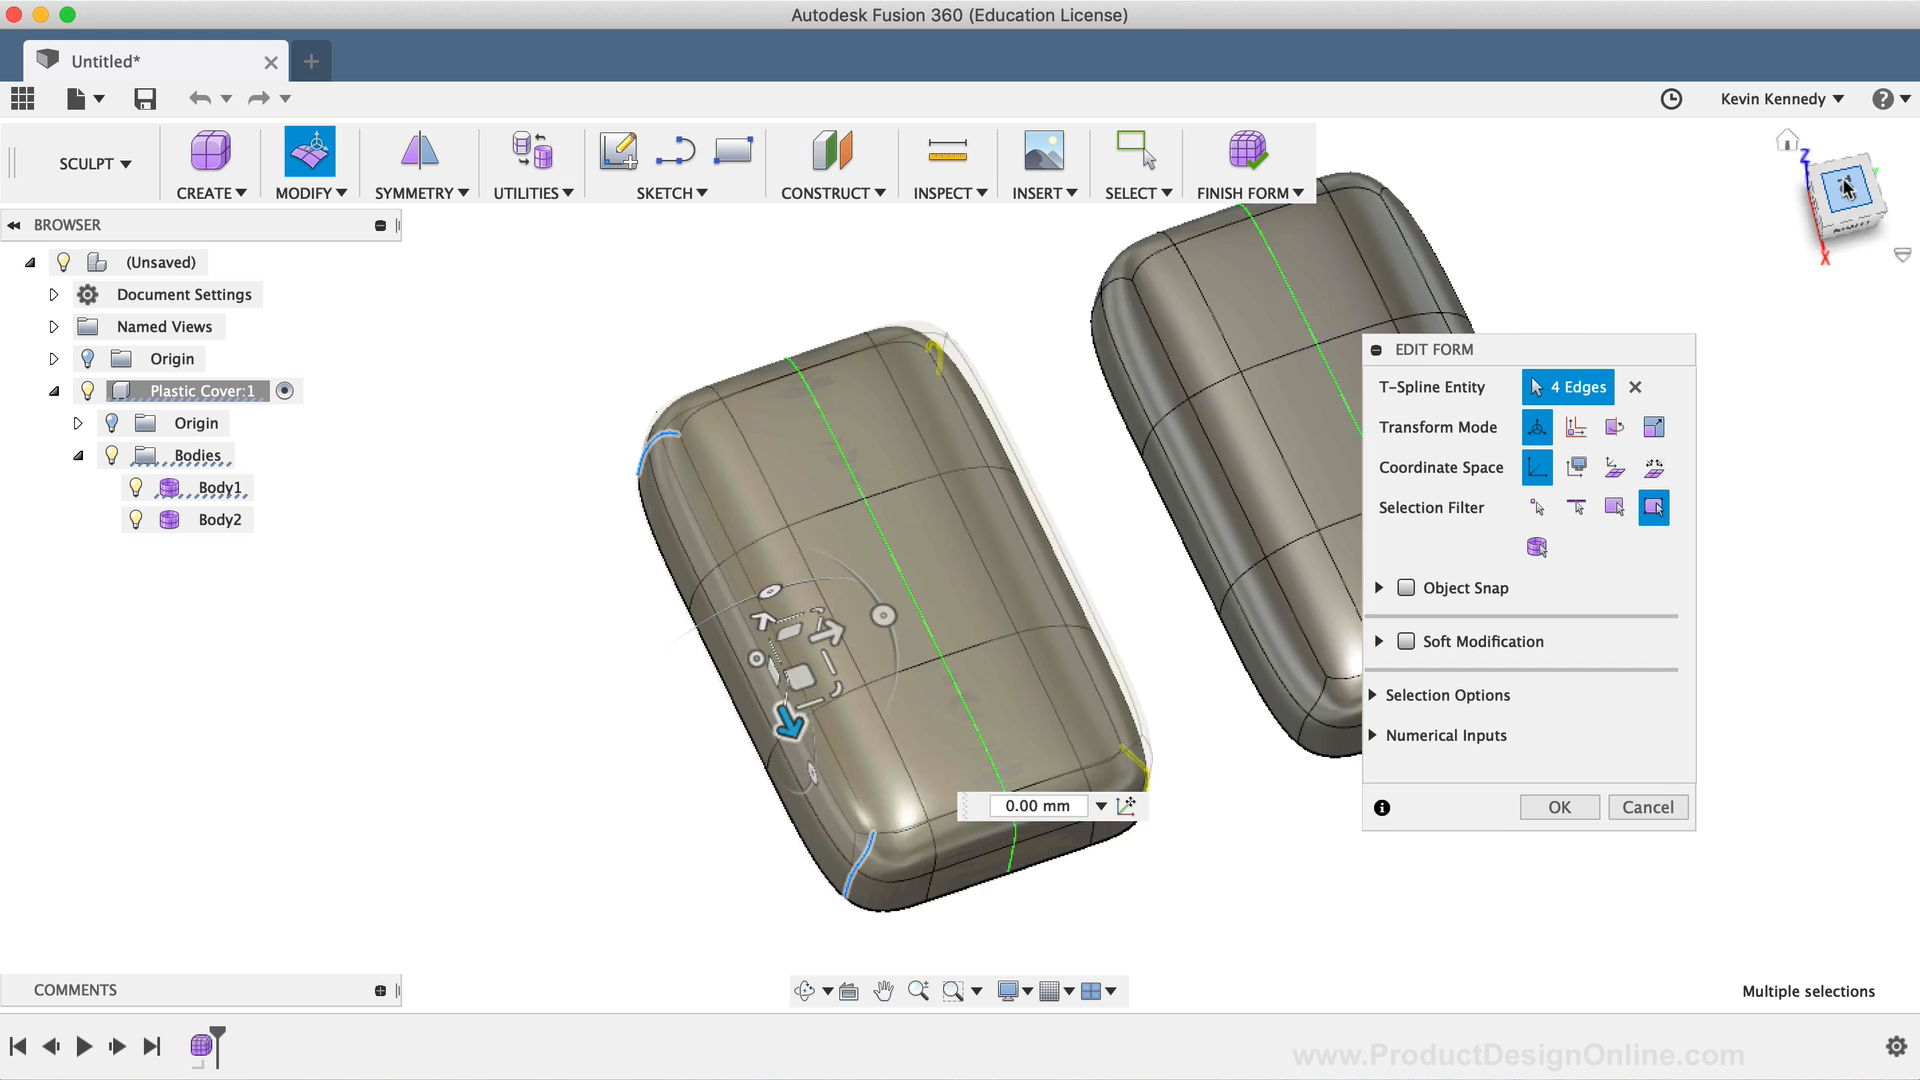 Autodesk Fusion 360 (Education License)
Untitled*
Kevin Kennedy
SCULPT
CREATE
MODIFY
SYMMETRY
UTILITIES
SKETCH
CONSTRUCT
INSPECT
INSERT
SELECT
FINISH FORM
Z
X
BROWSER
(Unsaved)
Document Settings
Named Views
Origin
Plastic Cover:1
Origin
Bodies
Body1
Body2
EDIT FORM
T-Spline Entity
4 Edges
Transform Mode
Coordinate Space
Selection Filter
Object Snap
Soft Modification
Selection Options
Numerical Inputs
OK
Cancel
0.00 mm
COMMENTS
Multiple selections
www.ProductDesignOnline.com